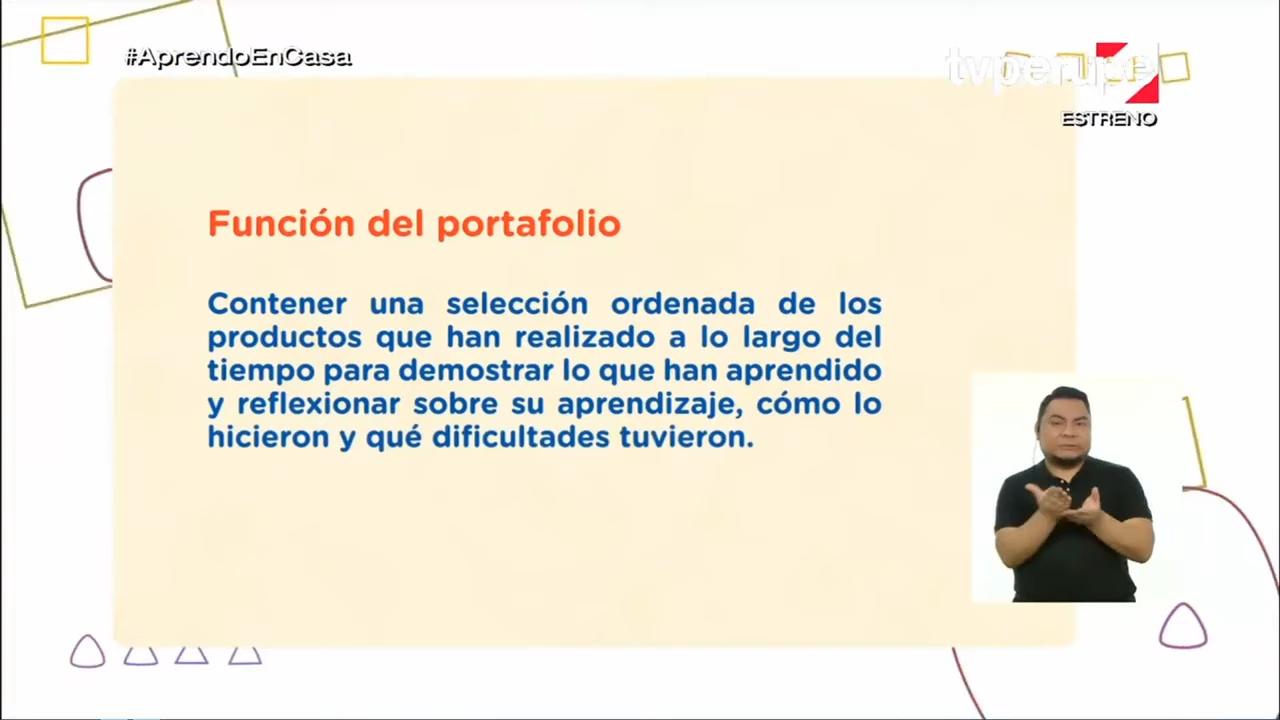 #AprendoEnCasa
tvperu
ESTRENO
Función del portafolio
Contener una selección ordenada de los
productos que han realizado a lo largo del
tiempo para demostrar lo que han aprendido
y reflexionar sobre su aprendizaje, cómo lo
hicieron y qué dificultades tuvieron.